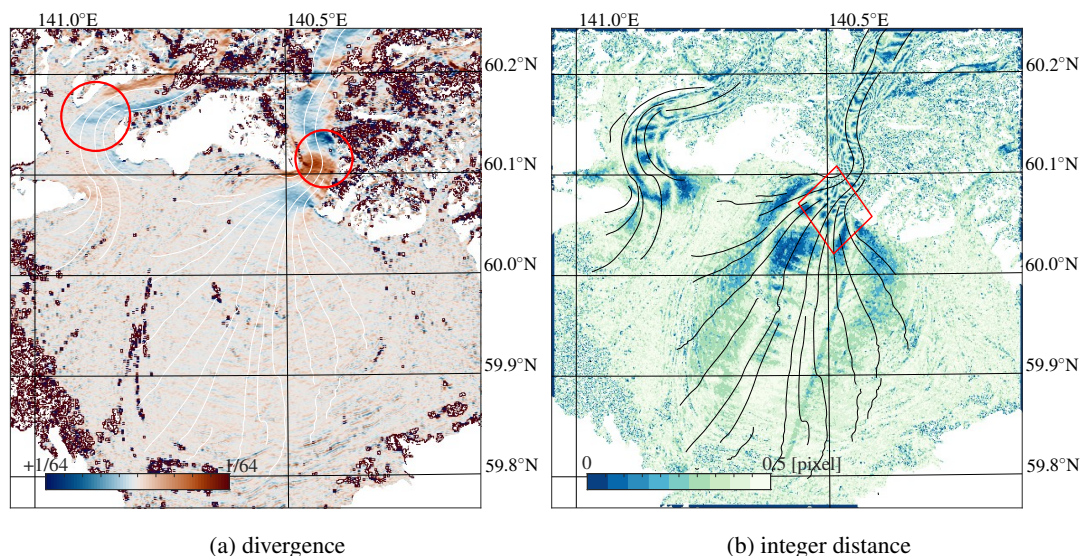 141.0°E 140.5°E 141.0°E 140.5°E
60.2°N 60.2°N
60.1°N 60.1°N
60.0°N 60.0°N
59.9°N 59.9°N
+1/64 -1/64 59.8°N 0 0.5 [pixel] 59.8°N
(a) divergence (b) integer distance